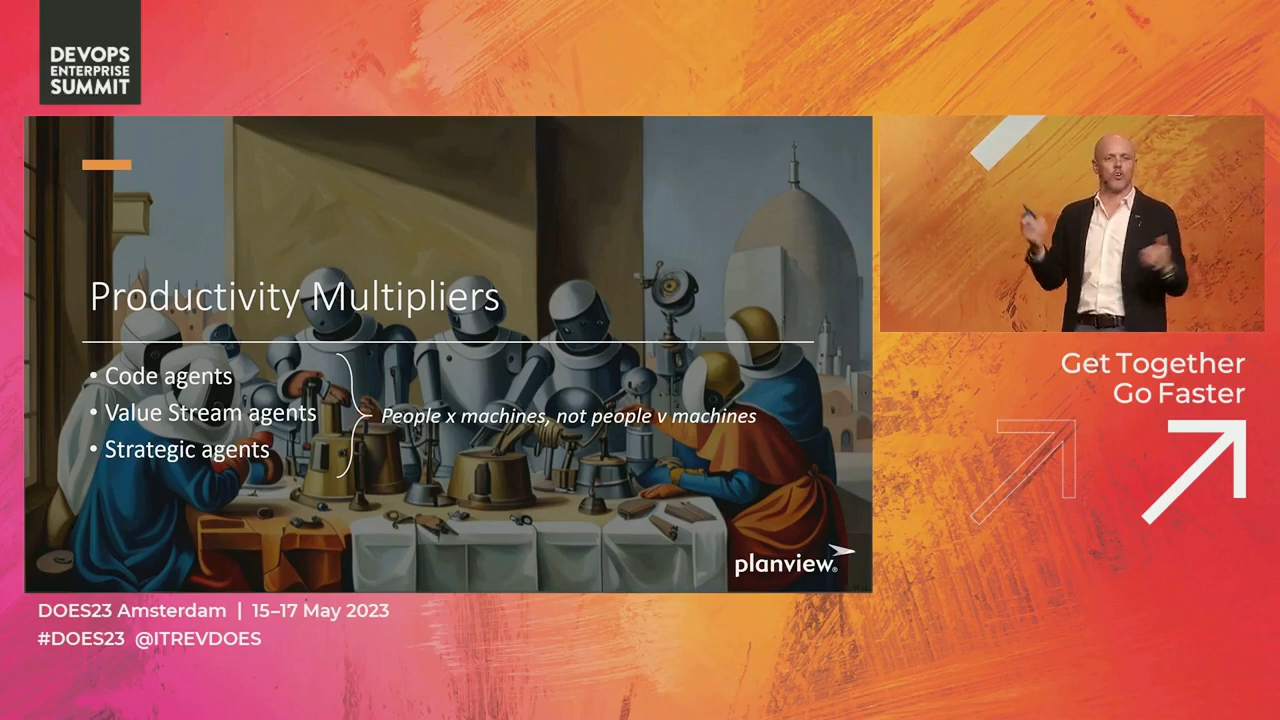 DEVOPS
ENTERPRISE
SUMMIT
Productivity Multipliers
• Code agents
• Value Stream agents
• Strategic agents
People x machines, not people v machines
planview®
Get Together
Go Faster
DOES23 Amsterdam | 15–17 May 2023
#DOES23 @ITREVDOES